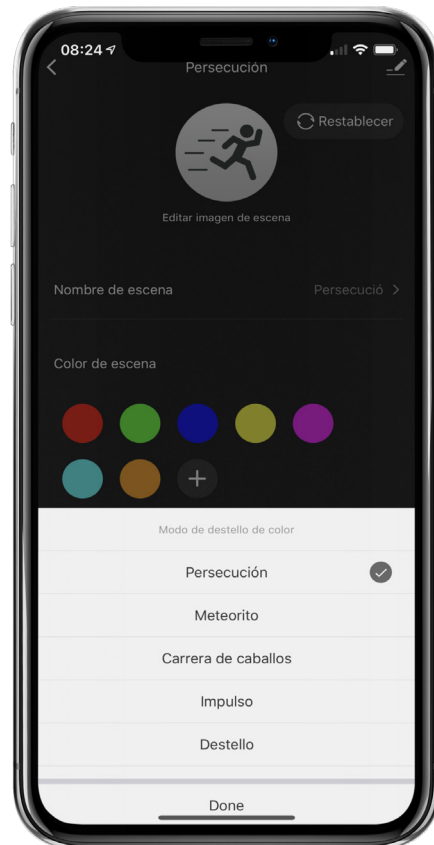 08:24
Persecución
Restablecer
Editar imagen de escena
Nombre de escena
Persecució
Color de escena
Modo de destello de color
Persecución
Meteorito
Carrera de caballos
Impulso
Destello
Done